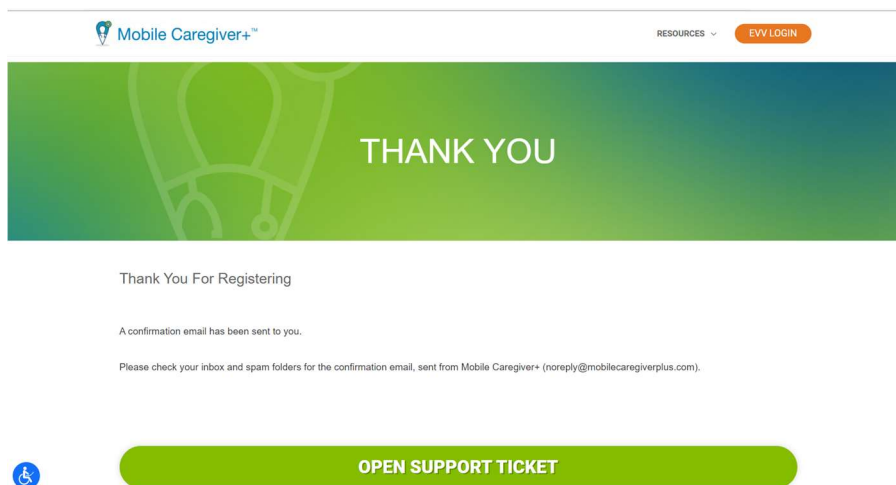 Mobile Caregiver+™
RESOURCES
EVV LOGIN
THANK YOU
Thank You For Registering
A confirmation email has been sent to you.
Please check your inbox and spam folders for the confirmation email, sent from Mobile Caregiver+ (noreply@mobilecaregiverplus.com).
OPEN SUPPORT TICKET